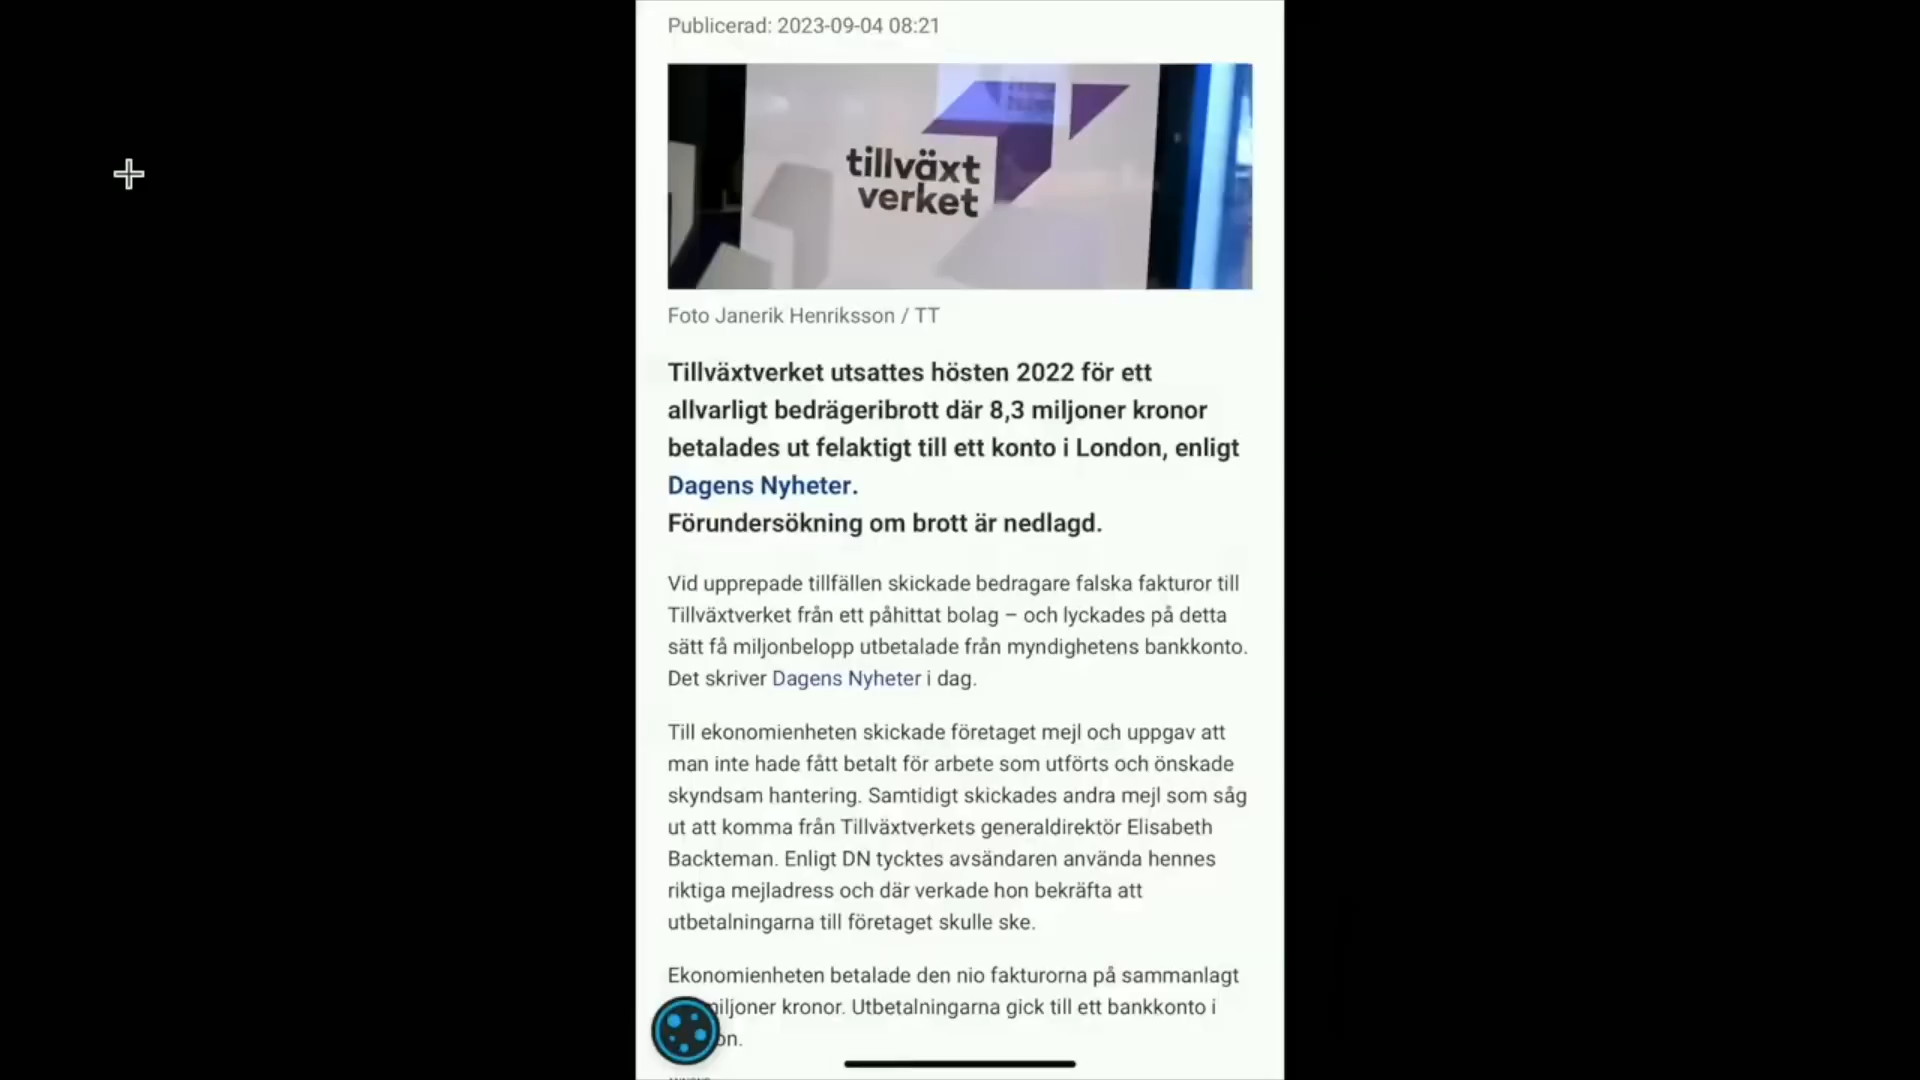 Publicerad: 2023-09-04 08:21
tillväxt
verket
Foto Janerik Henriksson / TT
Tillväxtverket utsattes hösten 2022 för ett
allvarligt bedrägeribrott där 8,3 miljoner kronor
betalades ut felaktigt till ett konto i London, enligt
Dagens Nyheter.
Förundersökning om brott är nedlagd.
Vid upprepade tillfällen skickade bedragare falska fakturor till
Tillväxtverket från ett påhittat bolag – och lyckades på detta
sätt få miljonbelopp utbetalade från myndighetens bankkonto.
Det skriver Dagens Nyheter i dag.
Till ekonomienheten skickade företaget mejl och uppgav att
man inte hade fått betalt för arbete som utförts och önskade
skyndsam hantering. Samtidigt skickades andra mejl som såg
ut att komma från Tillväxtverkets generaldirektör Elisabeth
Backteman. Enligt DN tycktes avsändaren använda hennes
riktiga mejladress och där verkade hon bekräfta att
utbetalningarna till företaget skulle ske.
Ekonomienheten betalade den nio fakturorna på sammanlagt
kronor. Utbetalningarna gick till ett bankkonto i